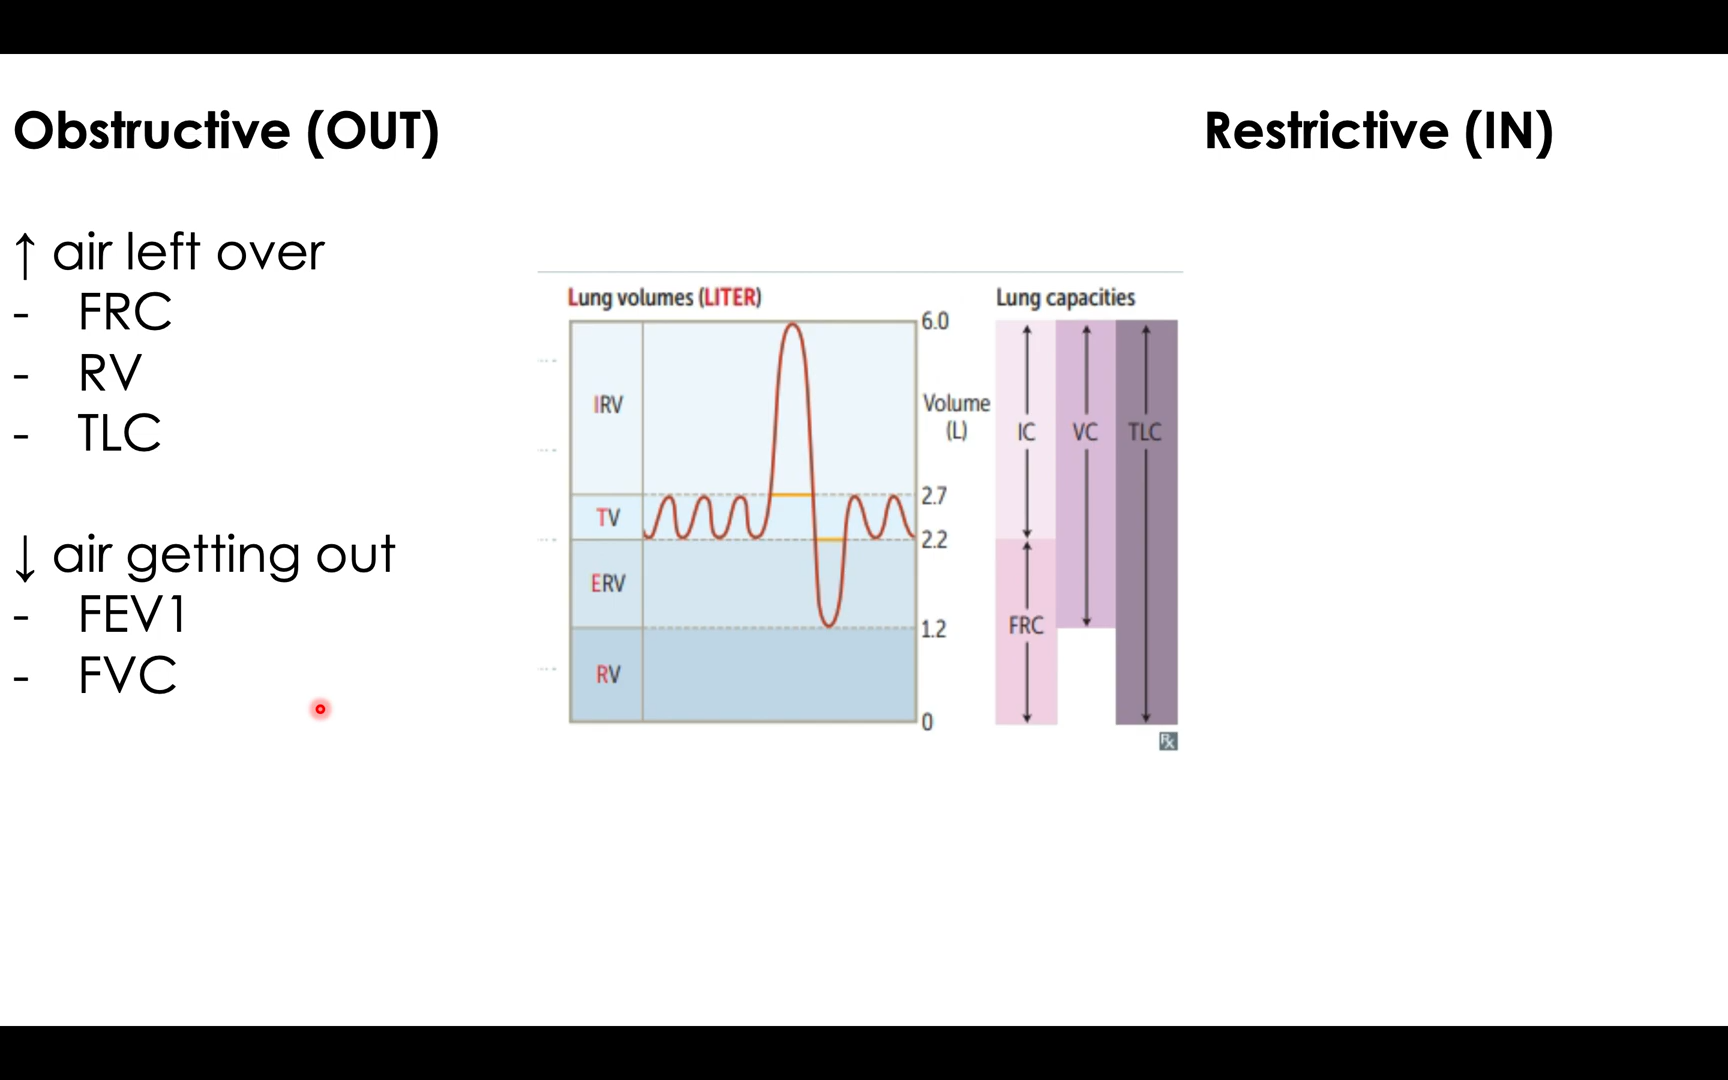 Obstructive (OUT)
↑ air left over
- FRC
- RV
- TLC
↓ air getting out
- FEV1
- FVC
Lung volumes (LITER)
IRV
TV
ERV
RV
6.0
Volume
(L)
2.7
2.2
1.2
0
Lung capacities
IC
VC
TLC
FRC
Rx
Restrictive (IN)